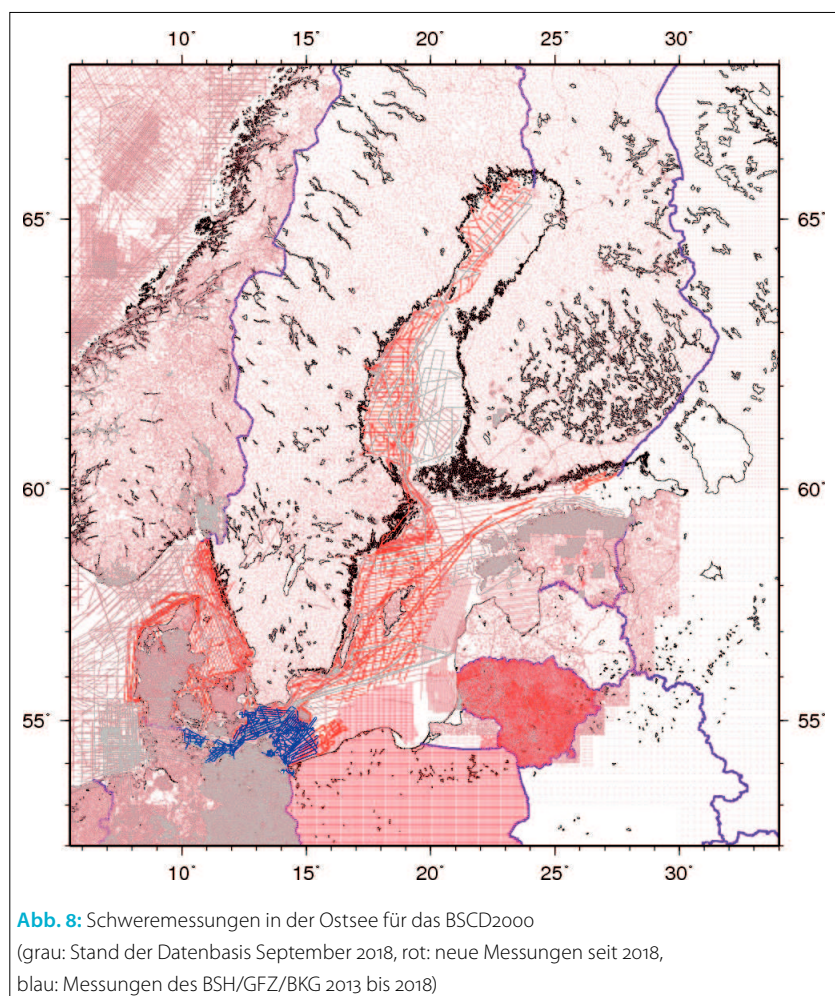 10° 15° 20° 25° 30°
65° 65°
60° 60°
55° 55°
10° 15° 20° 25° 30°
Abb. 8: Schweremessungen in der Ostsee für das BSCD2000
(grau: Stand der Datenbasis September 2018, rot: neue Messungen seit 2018,
blau: Messungen des BSH/GFZ/BKG 2013 bis 2018)